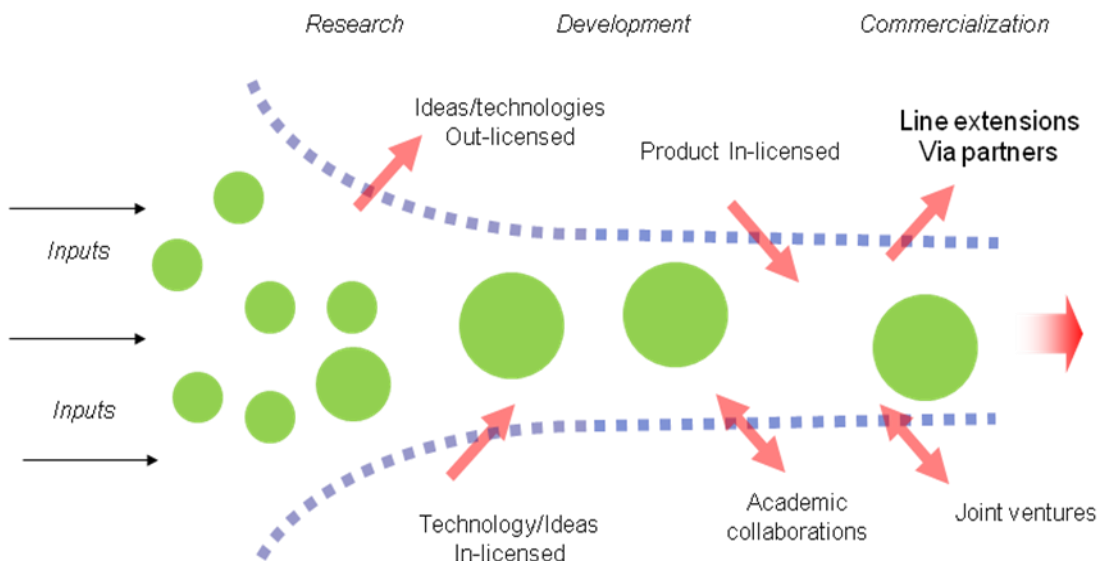 Research
Development
Commercialization
Ideas/technologies
Out-licensed
Product In-licensed
Line extensions
Via partners
Inputs
Inputs
Technology/Ideas
In-licensed
Academic
collaborations
Joint ventures